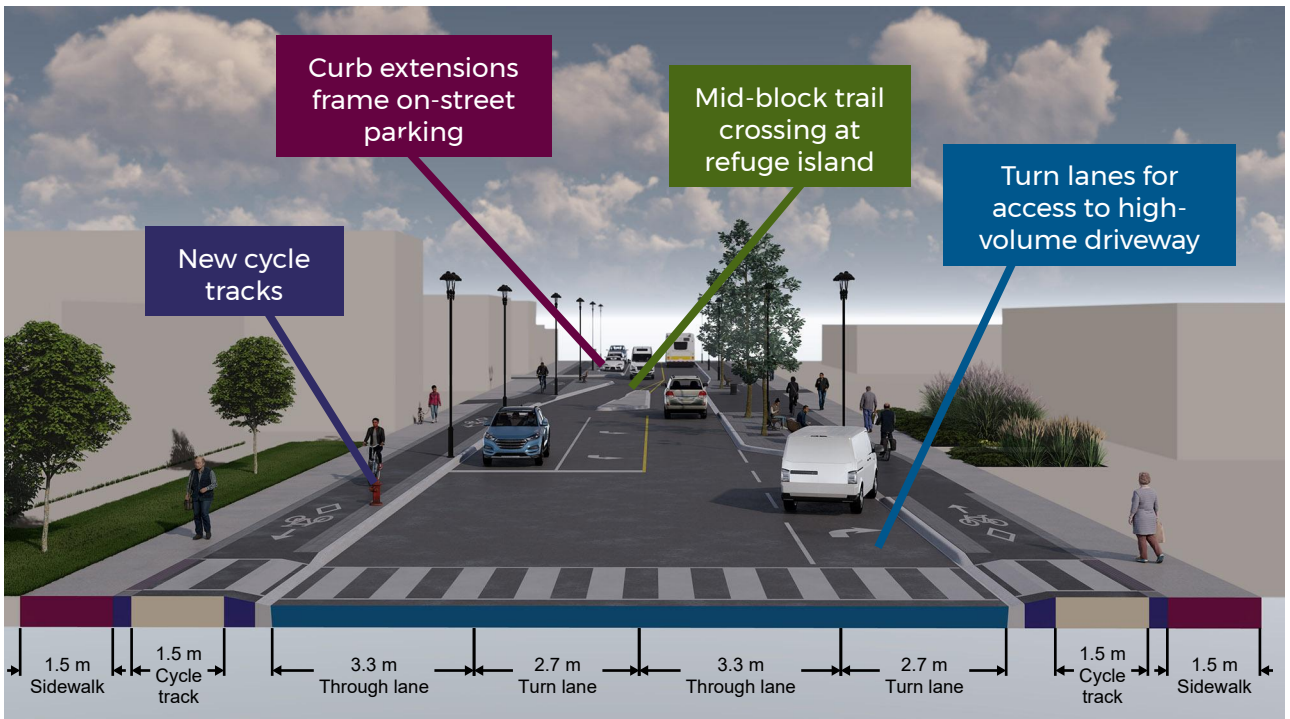 Curb extensions
frame on-street
parking
Mid-block trail
crossing at
refuge island
Turn lanes for
access to high-
volume driveway
New cycle
tracks
1.5 m
Sidewalk
1.5 m
Cycle
track
3.3 m
Through lane
2.7 m
Turn lane
3.3 m
Through lane
2.7 m
Turn lane
1.5 m
Cycle
track
1.5 m
Sidewalk